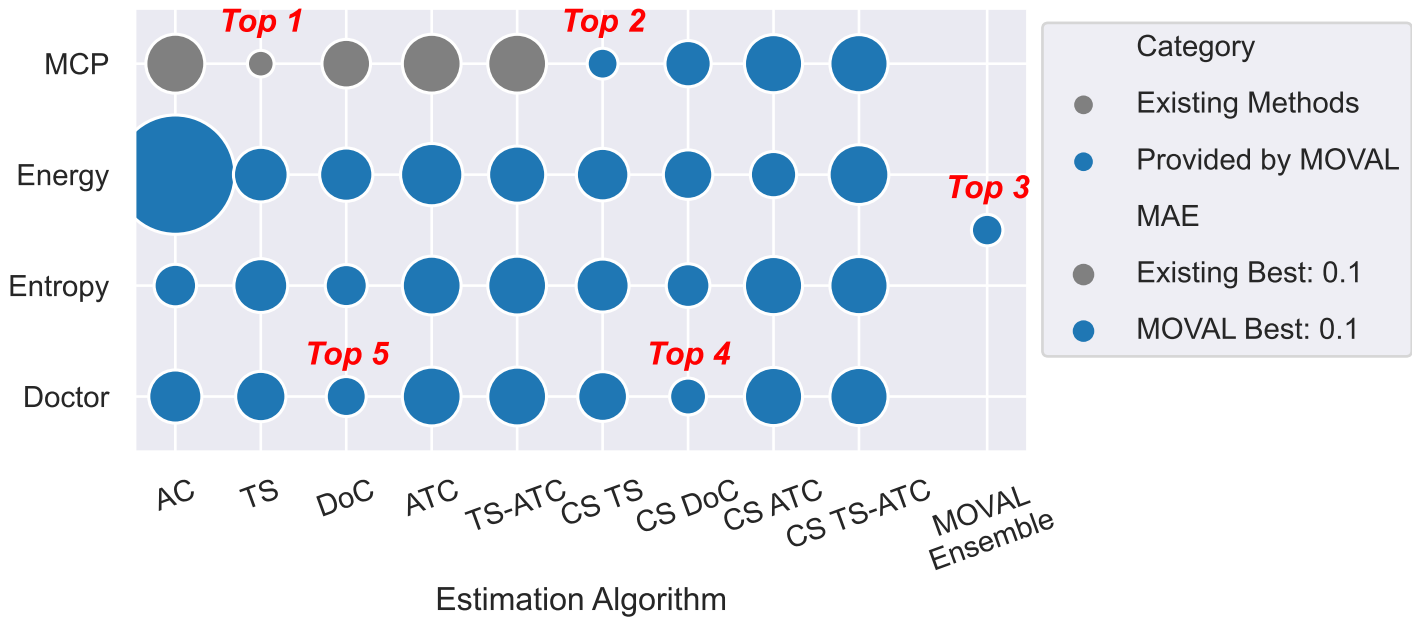 Top 1
Top 2
MCP
Energy
Top 3
Entropy
Top 5
Top 4
Doctor
AC
TS
DoC
ATC
TS-ATC
CS TS
CS DoC
CS ATC
CS TS-ATC
MOVAL
Ensemble
Estimation Algorithm
Category
Existing Methods
Provided by MOVAL
MAE
Existing Best: 0.1
MOVAL Best: 0.1